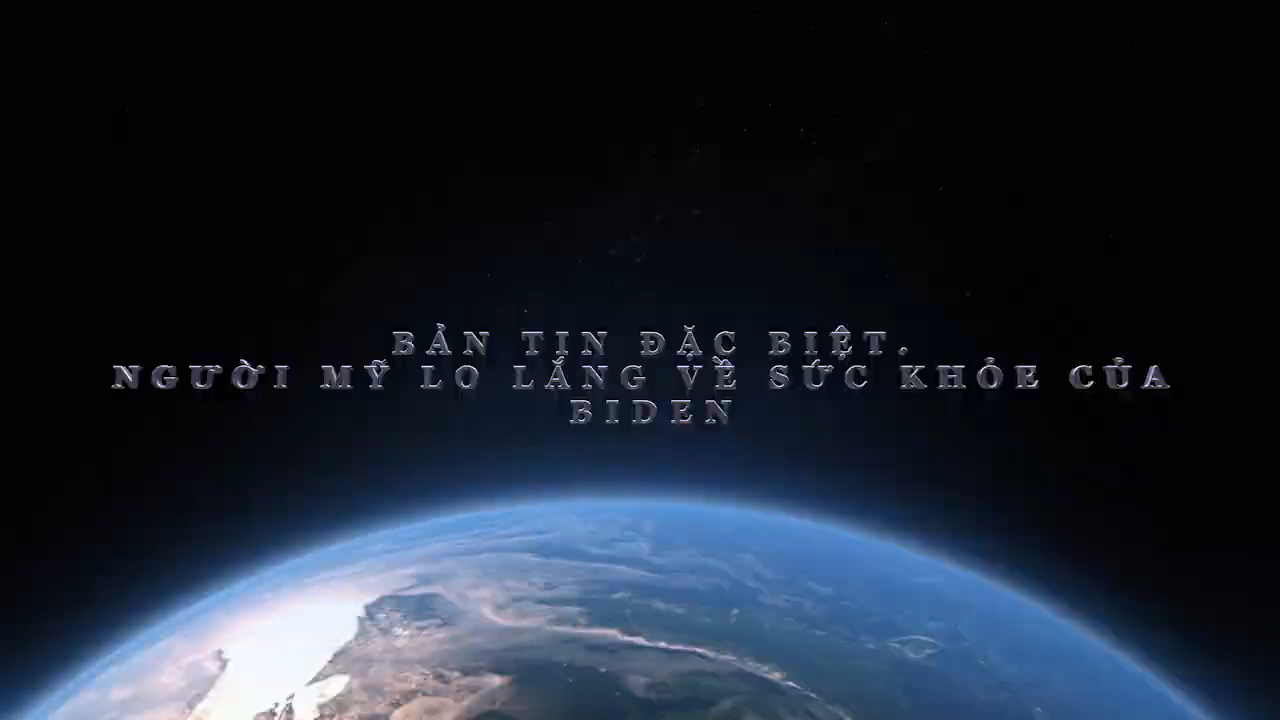 BẢN TIN ĐẶC BIỆT.
NGƯỜI MỸ LO LẮNG VỀ SỨC KHỎE CỦA
BIDEN